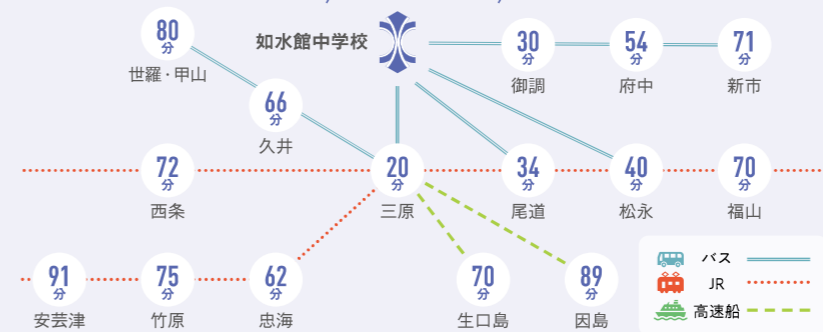 80分
世羅・甲山
如水館中学校
30分
御調
54分
府中
71分
新市
66分
久井
72分
西条
20分
三原
34分
尾道
40分
松永
70分
福山
91分
安芸津
75分
竹原
62分
忠海
70分
生口島
89分
因島
バス
JR
高速船